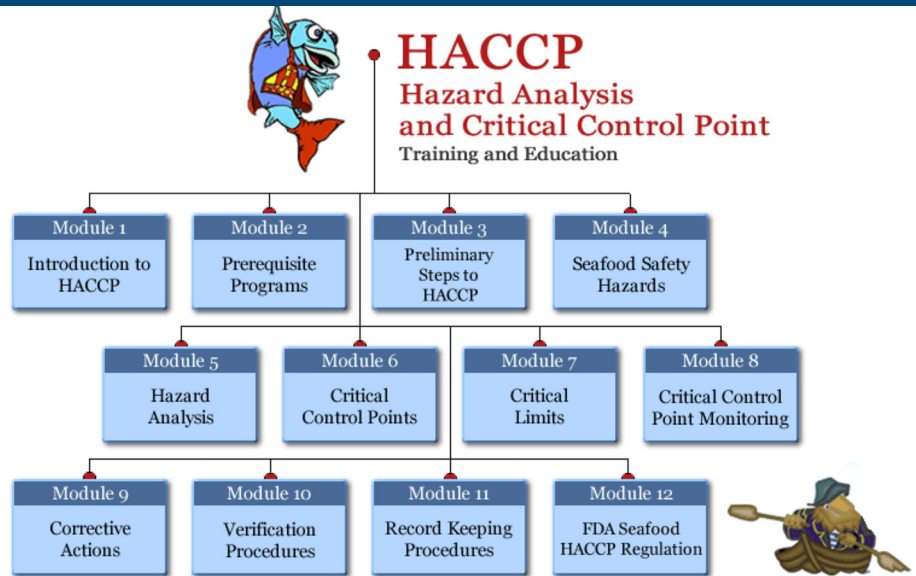 HACCP
Hazard Analysis
and Critical Control Point
Training and Education
Module 1
Introduction to
HACCP
Module 2
Prerequisite
Programs
Module 3
Preliminary
Steps to
HACCP
Module 4
Seafood Safety
Hazards
Module 5
Hazard
Analysis
Module 6
Critical
Control Points
Module 7
Critical
Limits
Module 8
Critical Control
Point Monitoring
Module 9
Corrective
Actions
Module 10
Verification
Procedures
Module 11
Record Keeping
Procedures
Module 12
FDA Seafood
HACCP Regulation